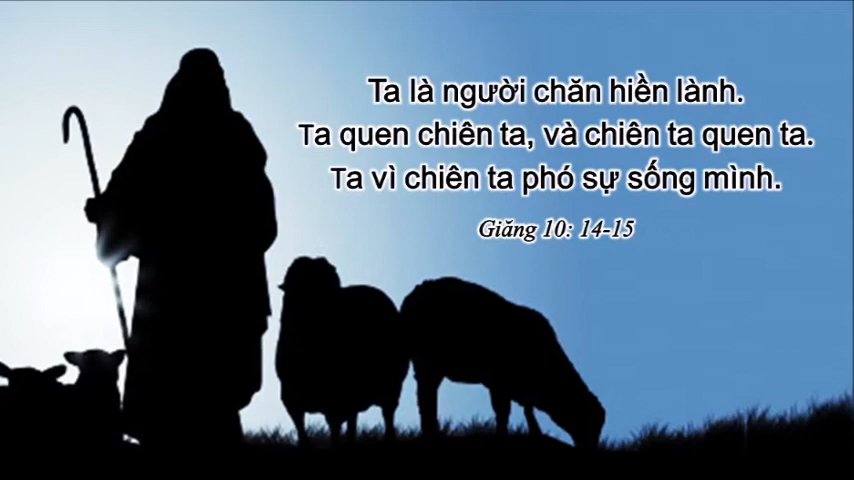 Ta là người chăn hiền lành.
Ta quen chiên ta, và chiên ta quen ta.
Ta vì chiên ta phó sự sống mình.
Giăng 10: 14-15